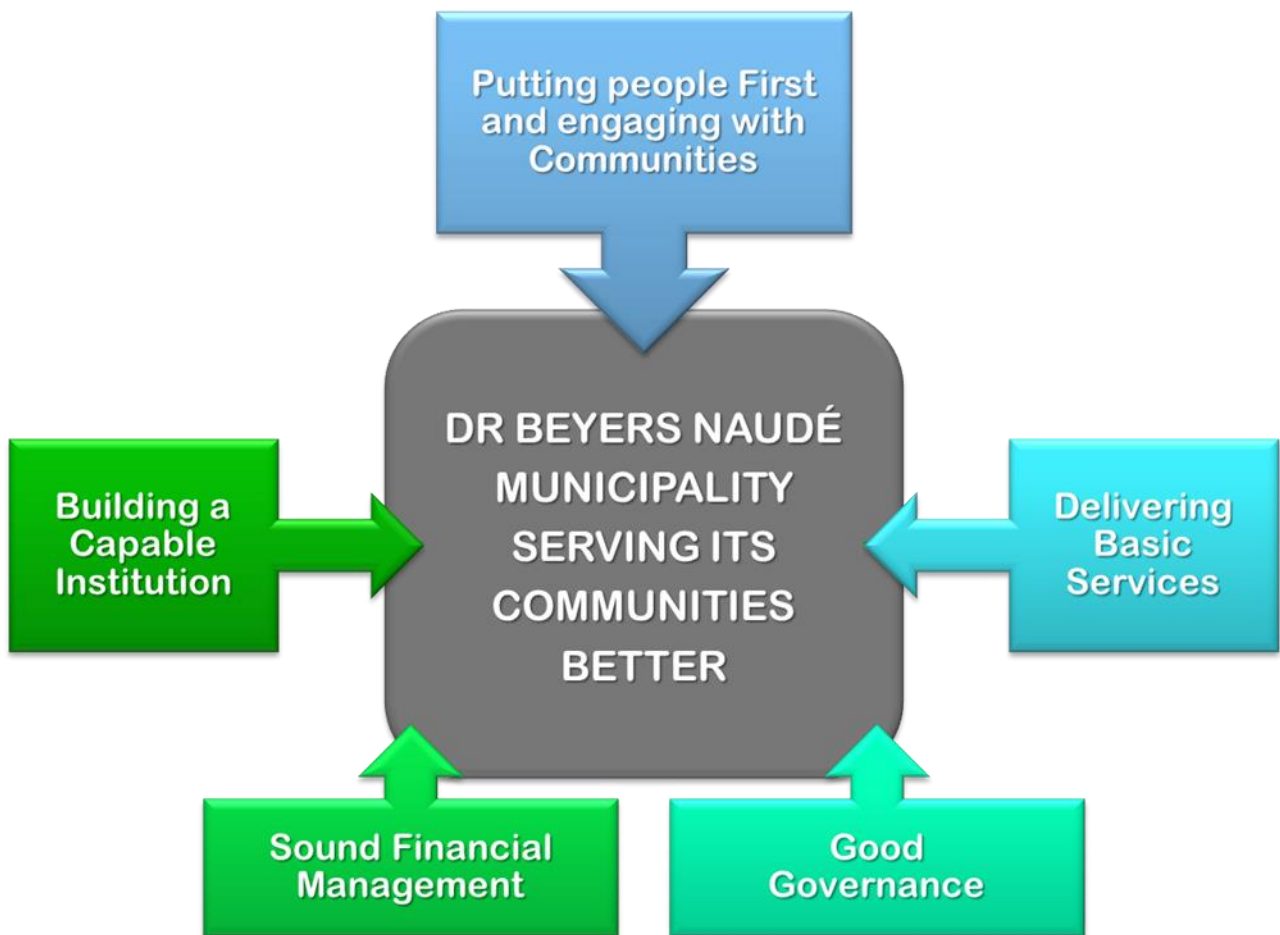 Putting people First
and engaging with
Communities
DR BEYERS NAUDÉ
MUNICIPALITY
SERVING ITS
COMMUNITIES
BETTER
Building a
Capable
Institution
Delivering
Basic
Services
Sound Financial
Management
Good
Governance